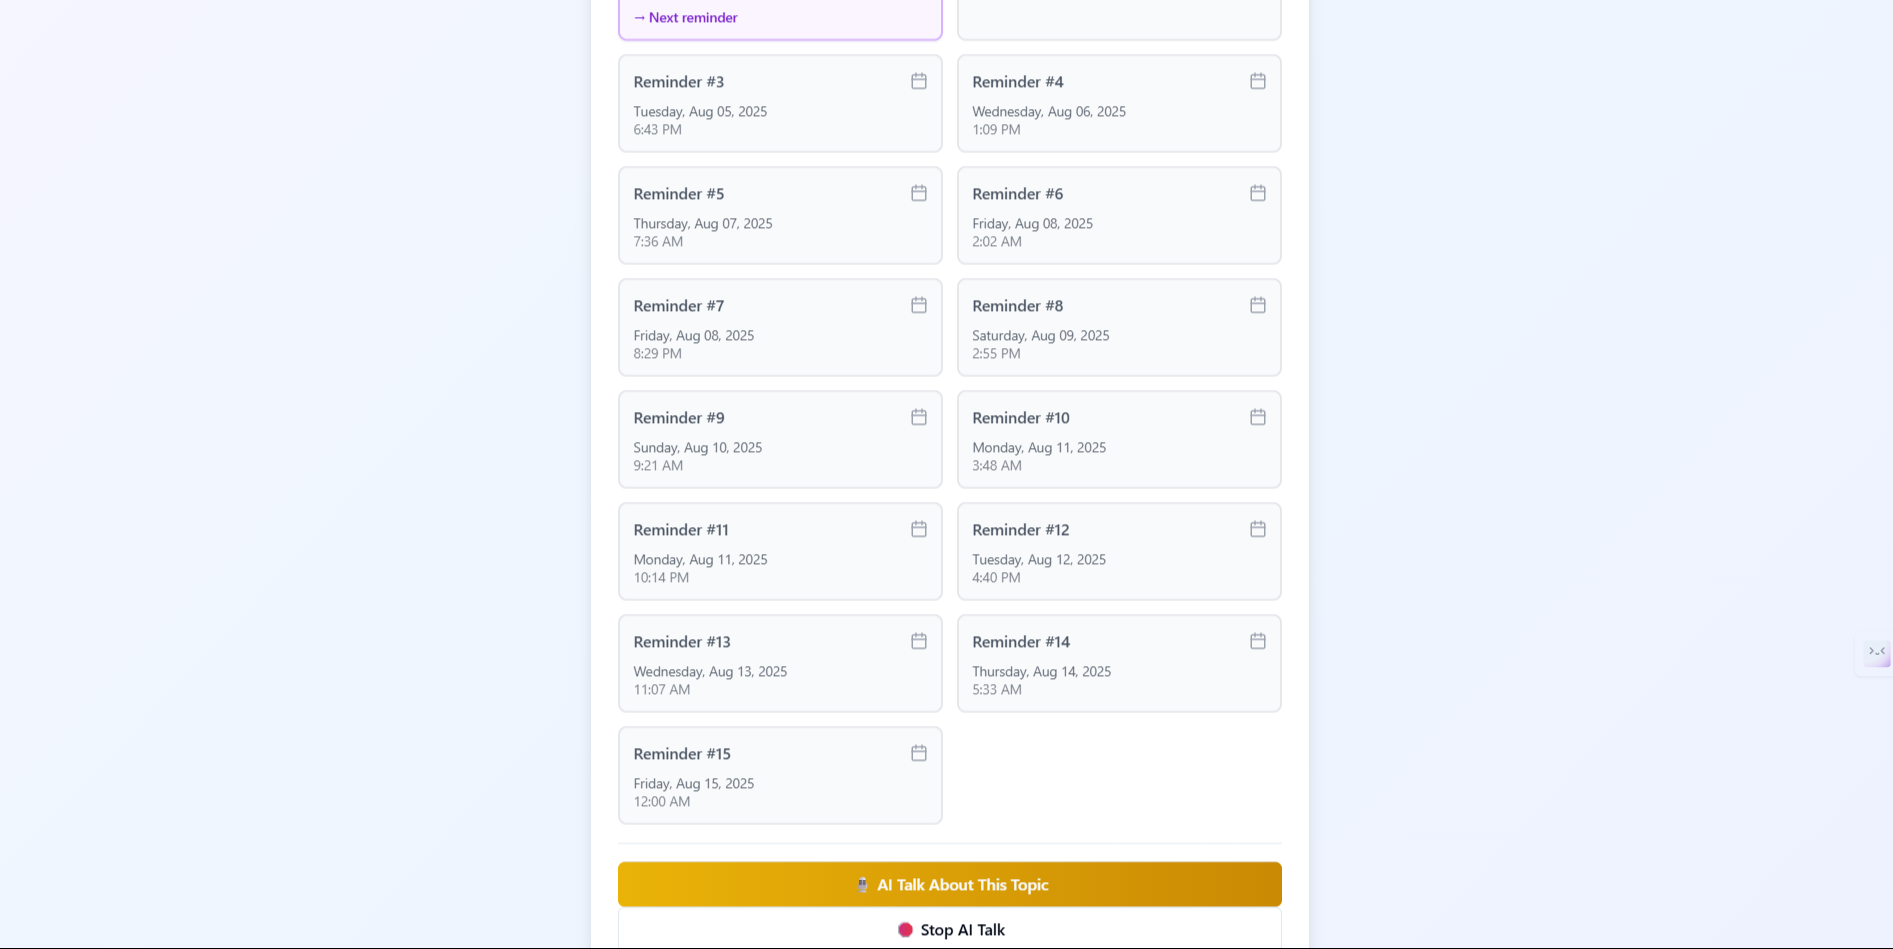 → Next reminder
Reminder #3
Tuesday, Aug 05, 2025
6:43 PM
Reminder #4
Wednesday, Aug 06, 2025
1:09 PM
Reminder #5
Thursday, Aug 07, 2025
7:36 AM
Reminder #6
Friday, Aug 08, 2025
2:02 AM
Reminder #7
Friday, Aug 08, 2025
8:29 PM
Reminder #8
Saturday, Aug 09, 2025
2:55 PM
Reminder #9
Sunday, Aug 10, 2025
9:21 AM
Reminder #10
Monday, Aug 11, 2025
3:48 AM
Reminder #11
Monday, Aug 11, 2025
10:14 PM
Reminder #12
Tuesday, Aug 12, 2025
4:40 PM
Reminder #13
Wednesday, Aug 13, 2025
11:07 AM
Reminder #14
Thursday, Aug 14, 2025
5:33 AM
Reminder #15
Friday, Aug 15, 2025
12:00 AM
AI Talk About This Topic
Stop AI Talk